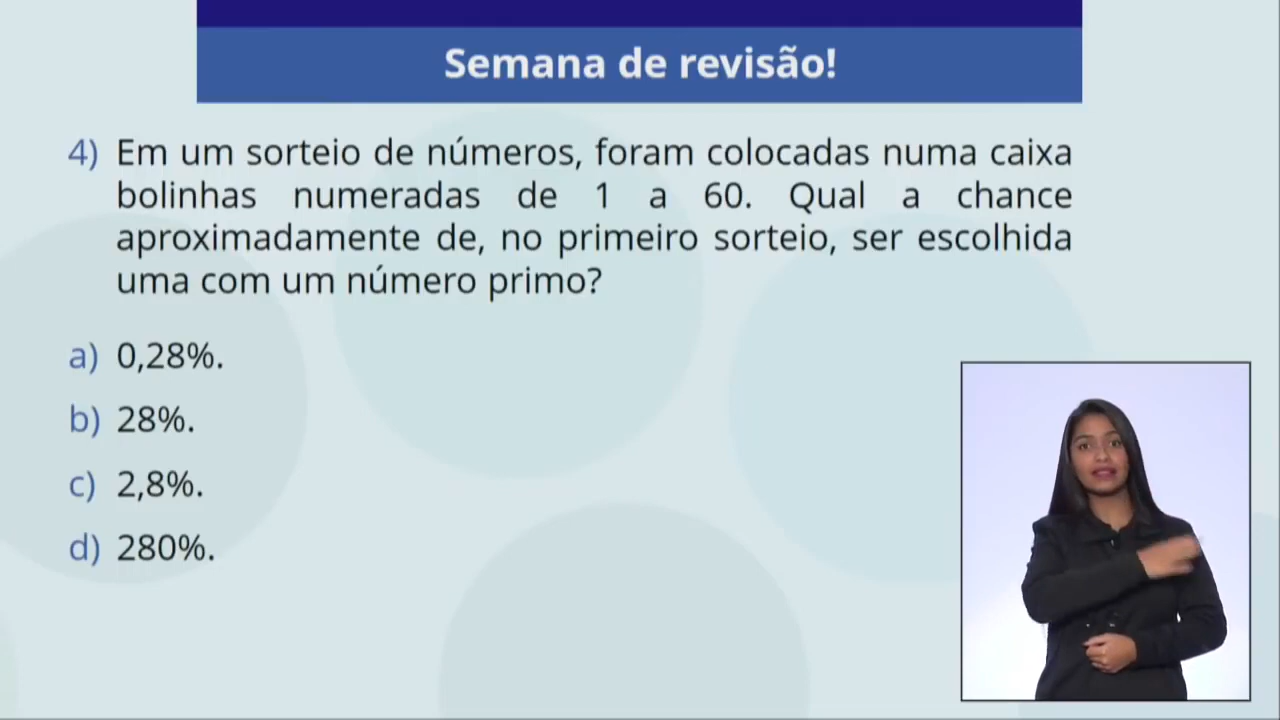 Semana de revisão!
4) Em um sorteio de números, foram colocadas numa caixa
bolinhas numeradas de 1 a 60. Qual a chance
aproximadamente de, no primeiro sorteio, ser escolhida
uma com um número primo?
a) 0,28%.
b) 28%.
c) 2,8%.
d) 280%.